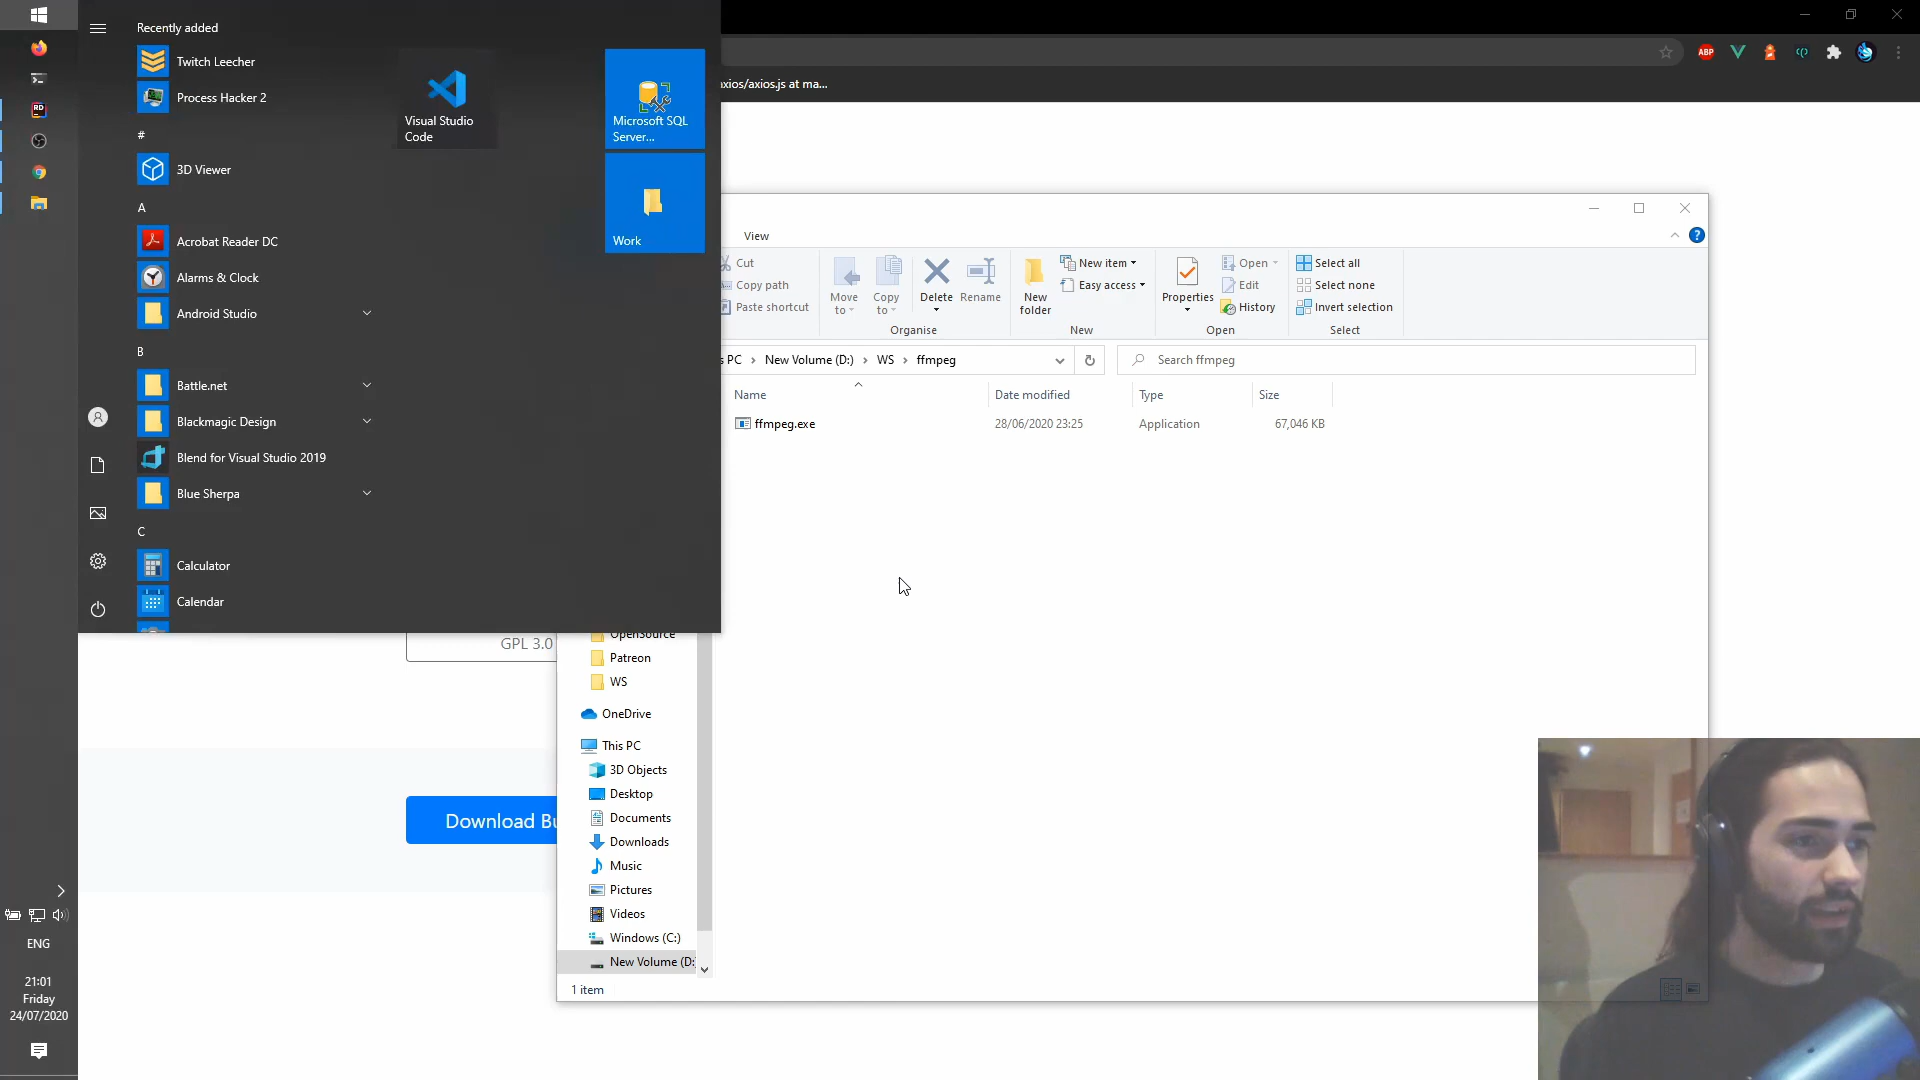 Recently added
Twitch Leecher
Process Hacker 2
#
3D Viewer
A
Acrobat Reader DC
Alarms & Clock
Android Studio
B
Battle.net
Blackmagic Design
Blend for Visual Studio 2019
Blue Sherpa
C
Calculator
Calendar
Visual Studio
Code
Microsoft SQL
Server...
Work
axios/axios.js at ma...
ABP
View
Cut
Copy path
Paste shortcut
Move
to
Copy
to
Delete
Rename
Organise
New
folder
New item
Easy access
New
Properties
Open
Edit
History
Open
Select all
Select none
Invert selection
Select
s PC > New Volume (D:) > WS > ffmpeg
Search ffmpeg
Name
Date modified
Type
Size
ffmpeg.exe
28/06/2020 23:25
Application
67,046 KB
GPL 3.0
Download Bu
OpenSource
Patreon
WS
OneDrive
This PC
3D Objects
Desktop
Documents
Downloads
Music
Pictures
Videos
Windows (C:)
New Volume (D:
1 item
RD
ENG
21:01
Friday
24/07/2020